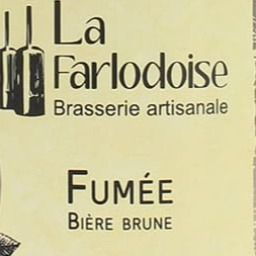 La
Farlodoise
Brasserie artisanale
FUMÉE
BIÈRE BRUNE